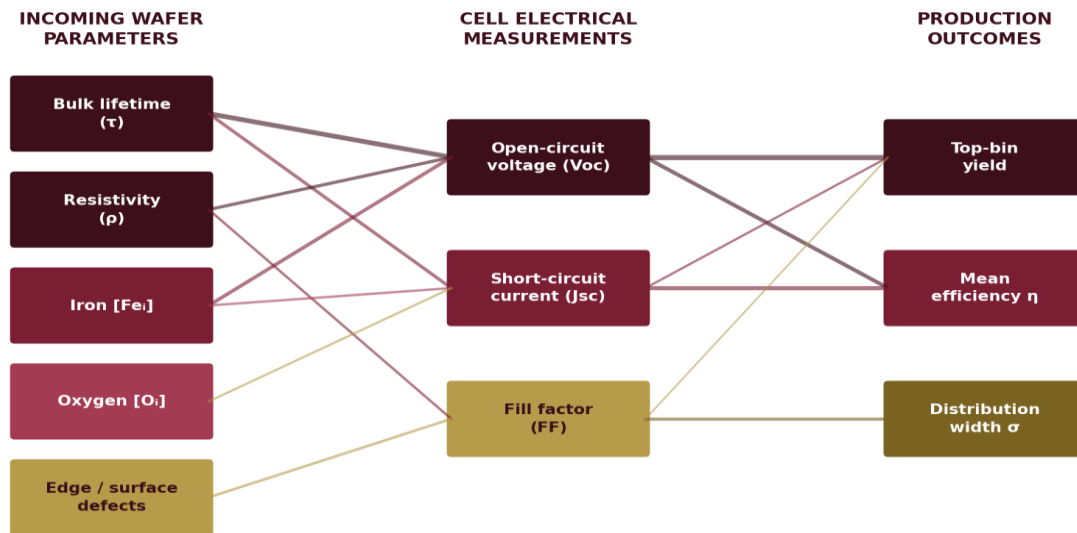 INCOMING WAFER
PARAMETERS
CELL ELECTRICAL
MEASUREMENTS
PRODUCTION
OUTCOMES
Bulk lifetime
(τ)
Resistivity
(ρ)
Iron [Feᵢ]
Oxygen [Oᵢ]
Edge / surface
defects
Open-circuit
voltage (Voc)
Short-circuit
current (Jsc)
Fill factor
(FF)
Top-bin
yield
Mean
efficiency η
Distribution
width σ